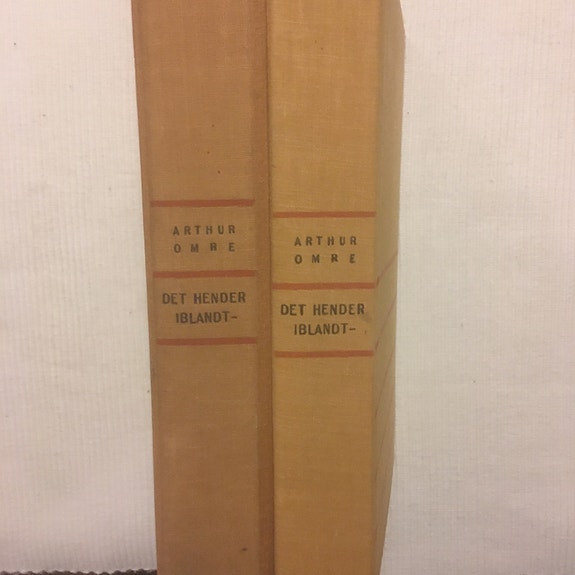 ARTHUR
OMRE
DET HENDER
IBLANDT-
ARTHUR
OMRE
DET HENDER
IBLANDT-